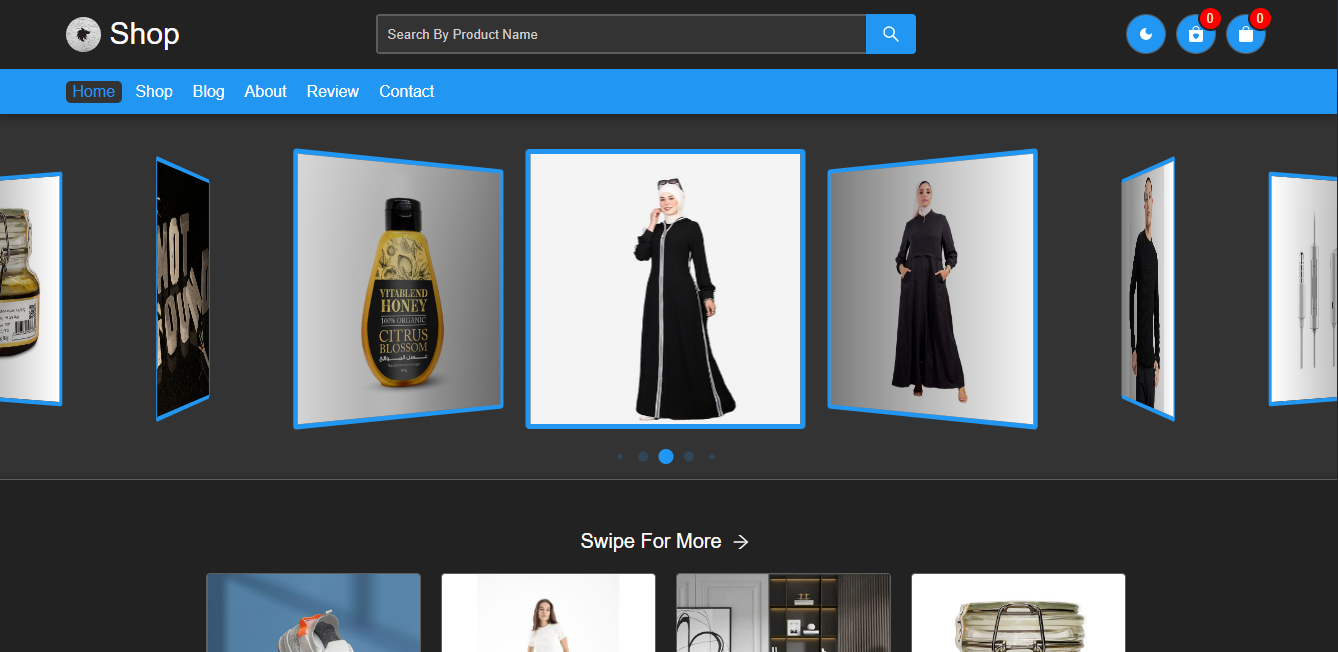 Shop
Search By Product Name
0
0
Home
Shop
Blog
About
Review
Contact
VITABLEND
HONEY
100% ORGANIC
CITRUS
BLOSSOM
Swipe For More